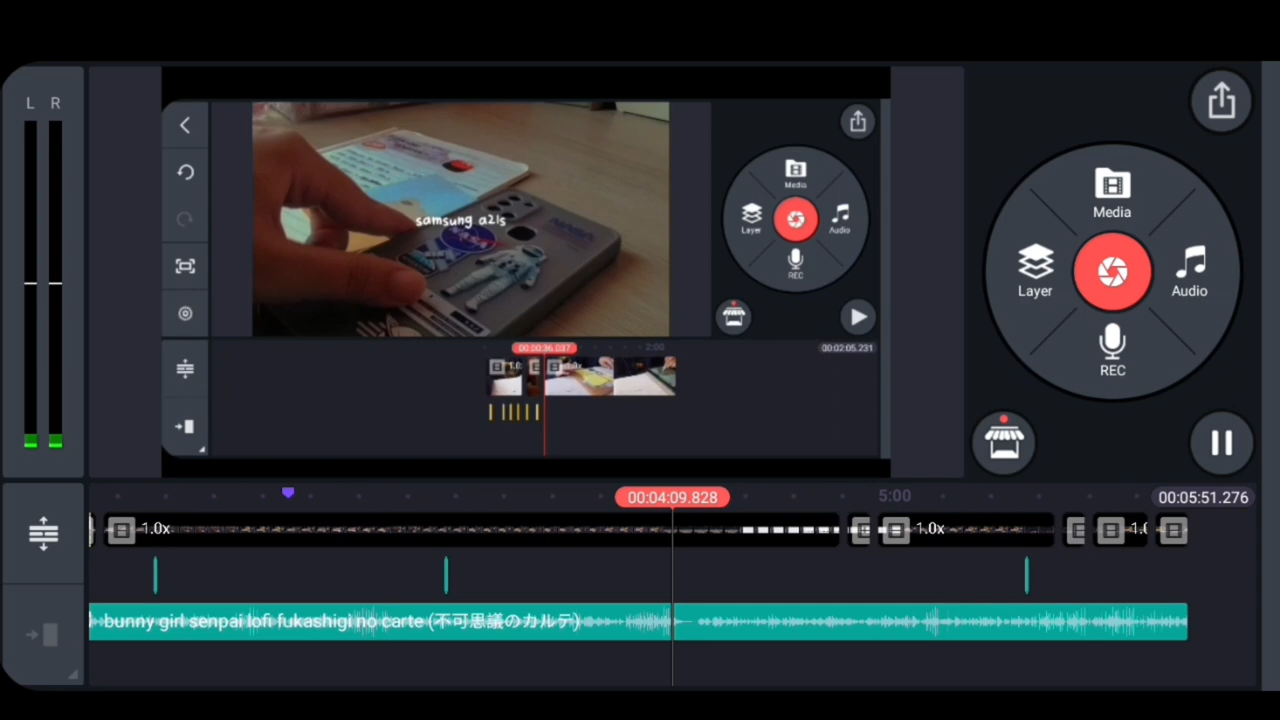 L R
samsung a21s
NASA
Media
Layer
Audio
REC
00:00:36.037
2:00
00:02:05.231
1.0x
Media
Layer
Audio
REC
00:04:09.828
5:00
00:05:51.276
1.0x
1.0x
bunny girl senpai lofi fukashigi no carte (不可思議のカルテ)